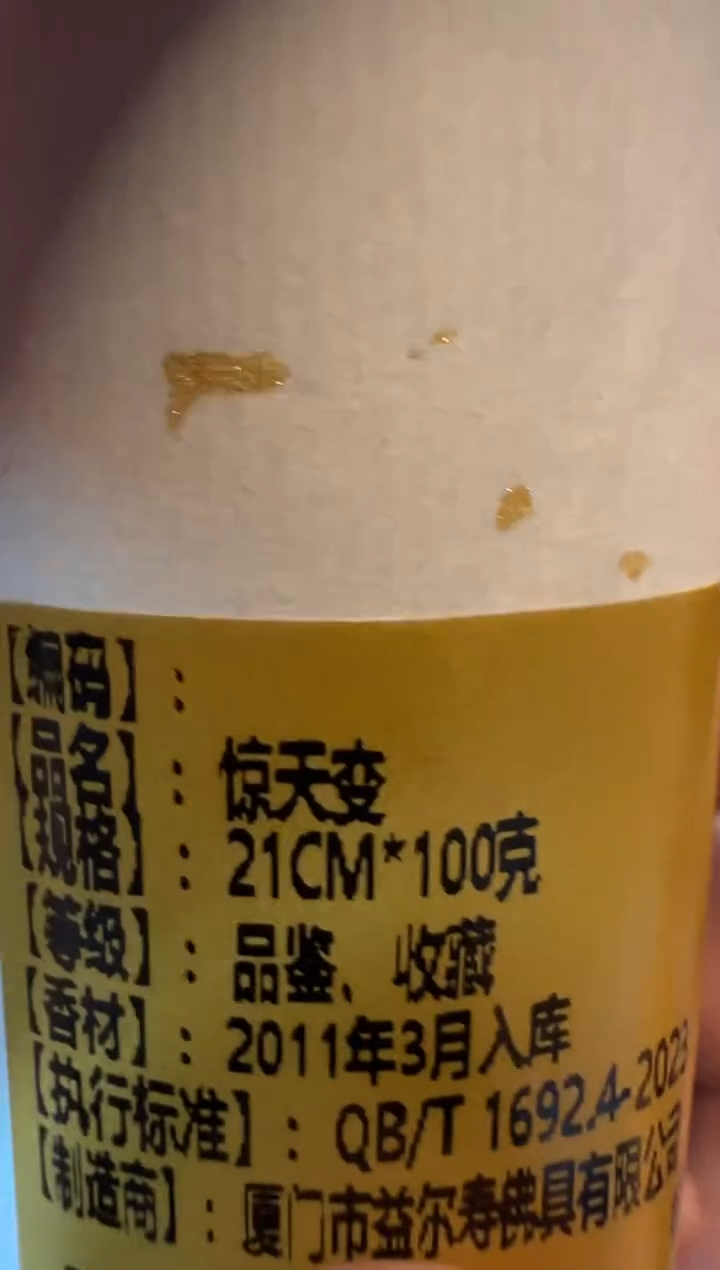 【编码】：
【品名】：惊天变
【规格】：21CM*100克
【等级】：品鉴、收藏
【香材】：2011年3月入库
【执行标准】：QB/T 1692.4-2023
【制造商】：厦门市益尔寿佛具有限公司